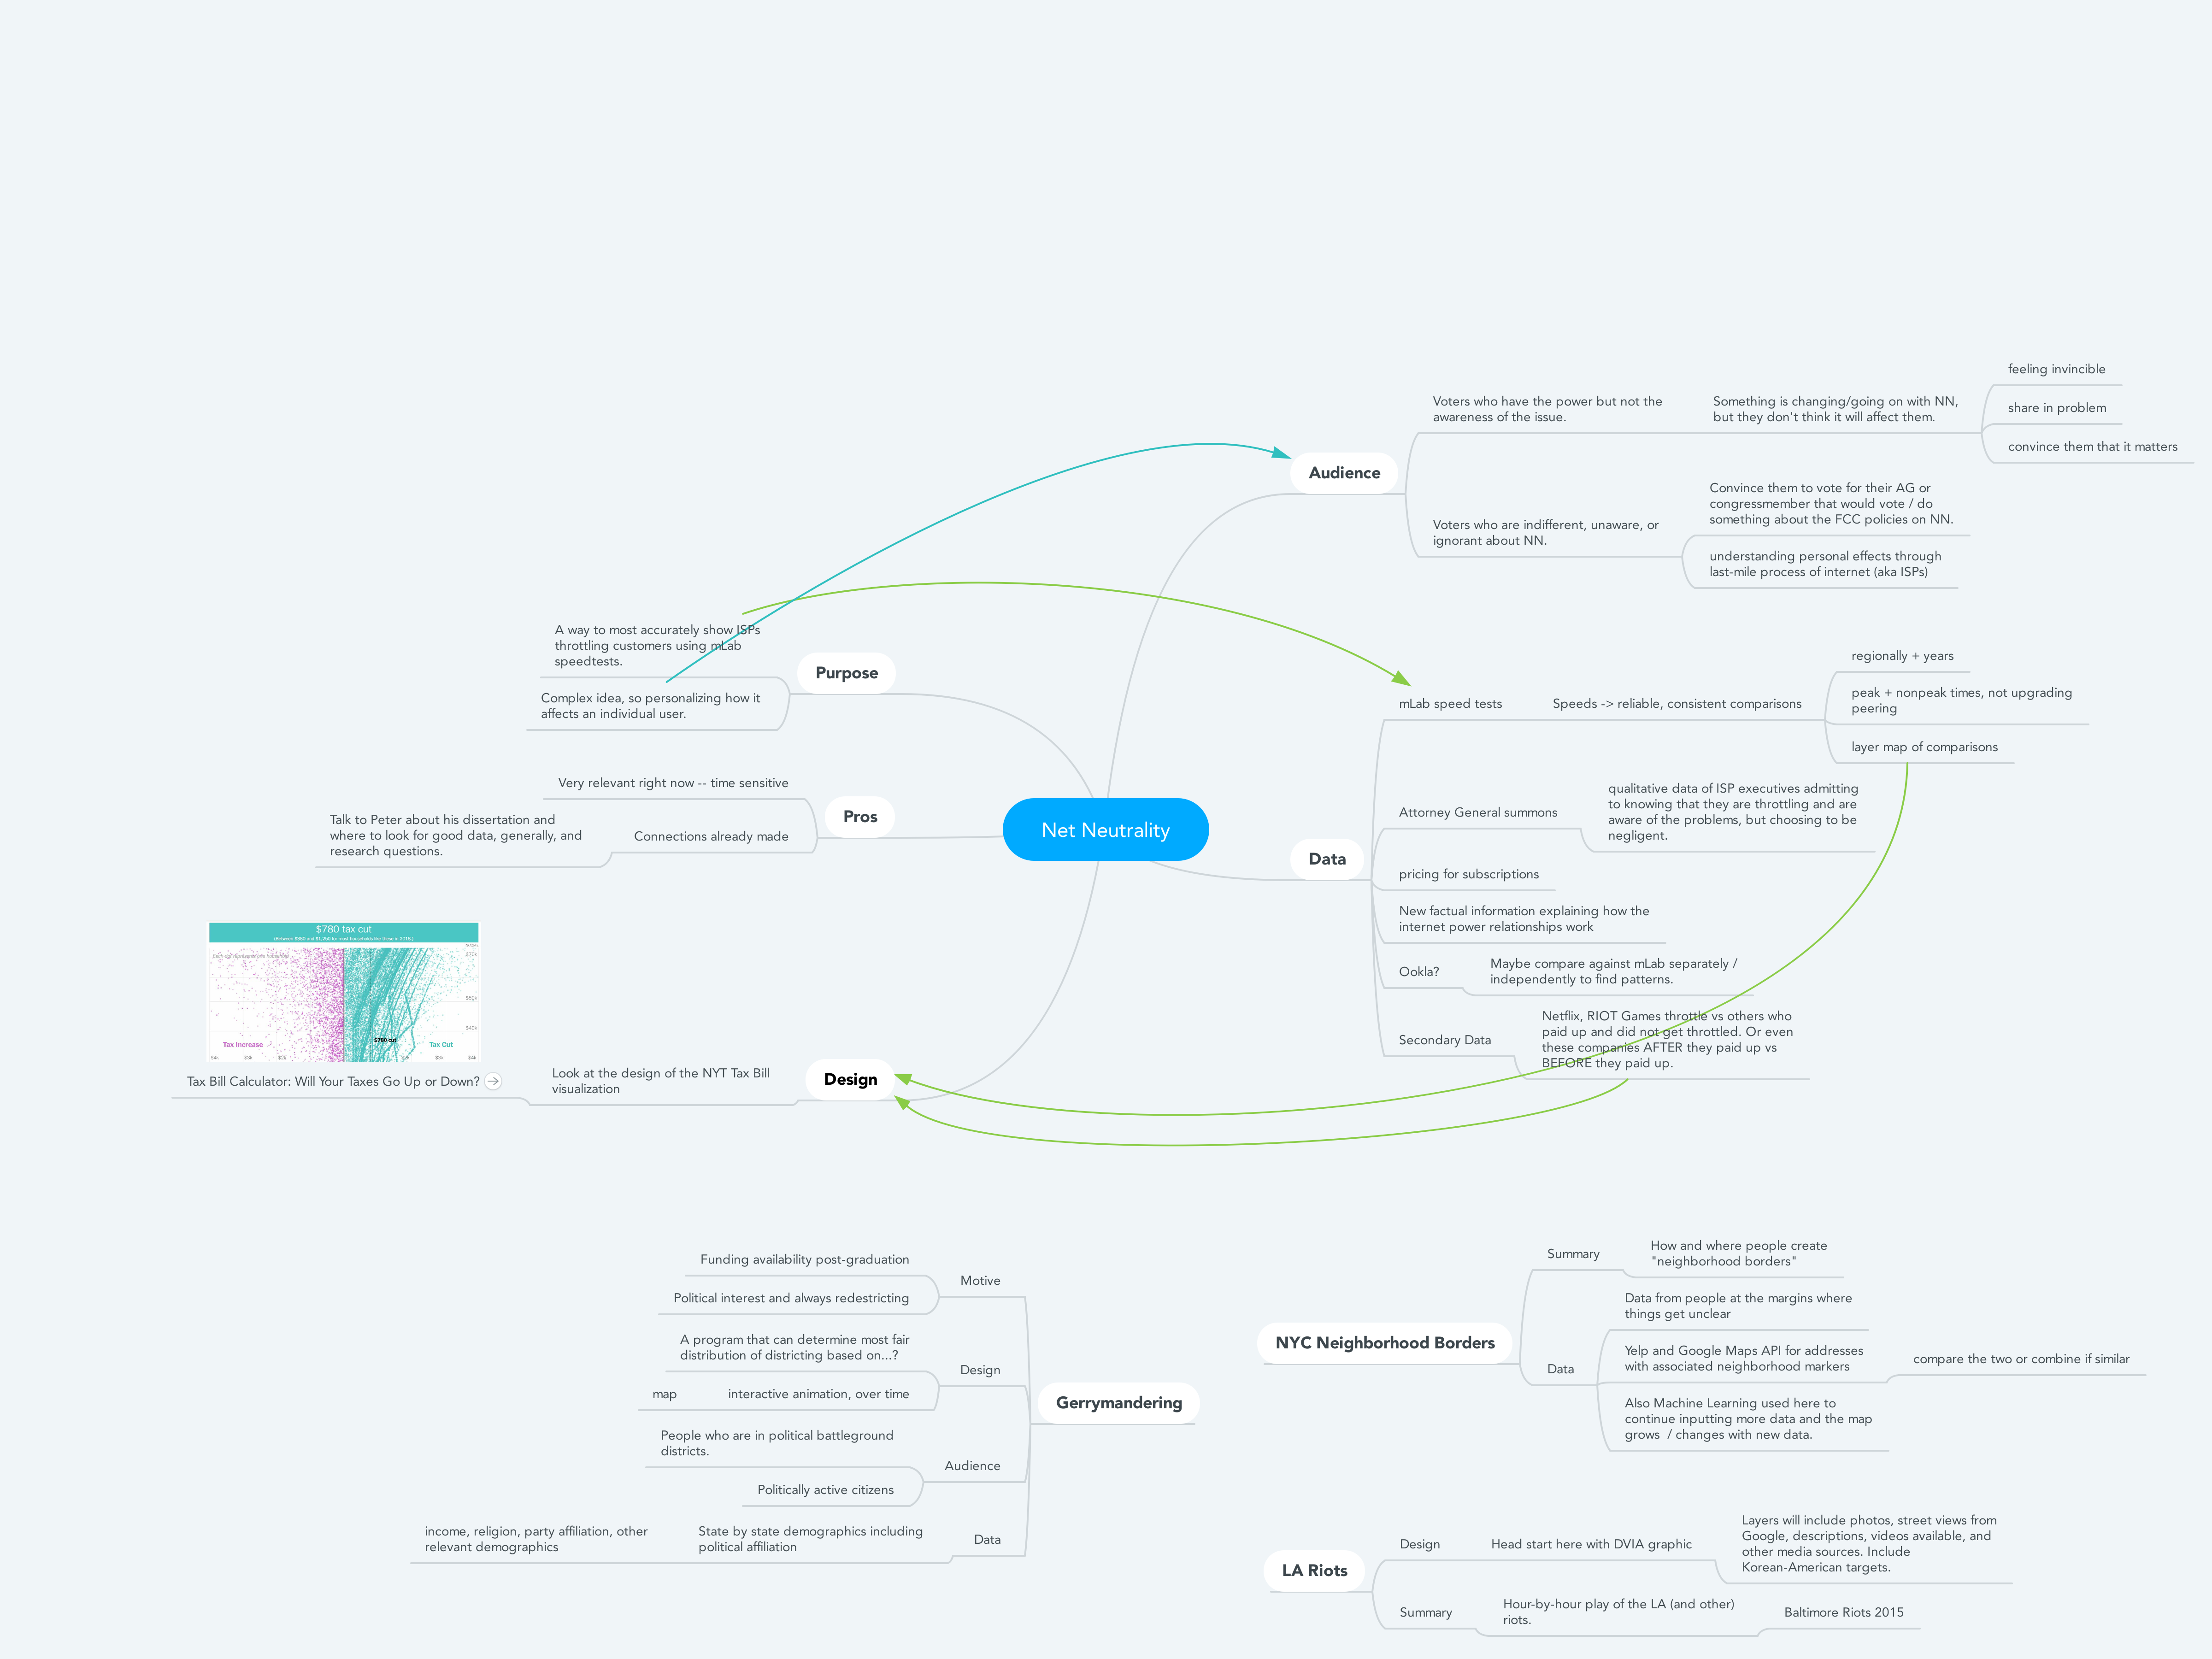 feeling invincible
Voters who have the power but not the
awareness of the issue.
Something is changing/going on with NN,
but they don't think it will affect them.
share in problem
convince them that it matters
Audience
Convince them to vote for their AG or
congressmember that would vote / do
something about the FCC policies on NN.
Voters who are indifferent, unaware, or
ignorant about NN.
understanding personal effects through
last-mile process of internet (aka ISPs)
A way to most accurately show ISPs
throttling customers using mLab
speedtests.
Purpose
Complex idea, so personalizing how it
affects an individual user.
regionally + years
mLab speed tests
Speeds -> reliable, consistent comparisons
peak + nonpeak times, not upgrading
peering
layer map of comparisons
Very relevant right now -- time sensitive
Pros
Talk to Peter about his dissertation and
where to look for good data, generally, and
research questions.
Connections already made
Net Neutrality
Attorney General summons
qualitative data of ISP executives admitting
to knowing that they are throttling and are
aware of the problems, but choosing to be
negligent.
Data
pricing for subscriptions
New factual information explaining how the
internet power relationships work
Ookla?
Maybe compare against mLab separately /
independently to find patterns.
Secondary Data
Netflix, RIOT Games throttle vs others who
paid up and did not get throttled. Or even
these companies AFTER they paid up vs
BEFORE they paid up.
$780 tax cut
$780 cut
Tax Increase
Tax Cut
Tax Bill Calculator: Will Your Taxes Go Up or Down?
Look at the design of the NYT Tax Bill
visualization
Design
Funding availability post-graduation
Motive
Political interest and always redestricting
A program that can determine most fair
distribution of districting based on...?
Design
map
interactive animation, over time
Gerrymandering
People who are in political battleground
districts.
Audience
Politically active citizens
income, religion, party affiliation, other
relevant demographics
State by state demographics including
political affiliation
Data
Summary
How and where people create
"neighborhood borders"
NYC Neighborhood Borders
Data from people at the margins where
things get unclear
Data
Yelp and Google Maps API for addresses
with associated neighborhood markers
compare the two or combine if similar
Also Machine Learning used here to
continue inputting more data and the map
grows / changes with new data.
LA Riots
Design
Head start here with DVIA graphic
Layers will include photos, street views from
Google, descriptions, videos available, and
other media sources. Include
Korean-American targets.
Summary
Hour-by-hour play of the LA (and other)
riots.
Baltimore Riots 2015